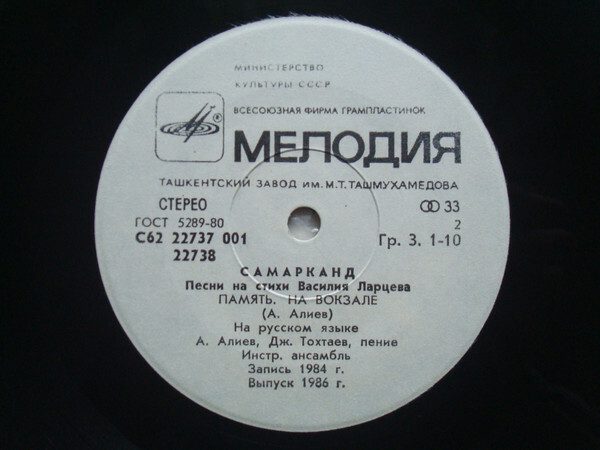 МИНИСТЕРСТВО
КУЛЬТУРЫ СССР
ВСЕСОЮЗНАЯ ФИРМА ГРАМПЛАСТИНОК
® МЕЛОДИЯ
ТАШКЕНТСКИЙ ЗАВОД ИМ. М.Т. ТАШМУХАМЕДОВА
СТЕРЕО
33
ГОСТ 5289-80
2
С62 22737 001
Гр. 3. 1-10
22738
САМАРКАНД
Песни на стихи Василия Ларцева
ПАМЯТЬ. НА ВОКЗАЛЕ
(А. Алиев)
На русском языке
А. Алиев, Дж. Тохтаев, пение
Инстр. ансамбль
Запись 1984 г.
Выпуск 1986 г.